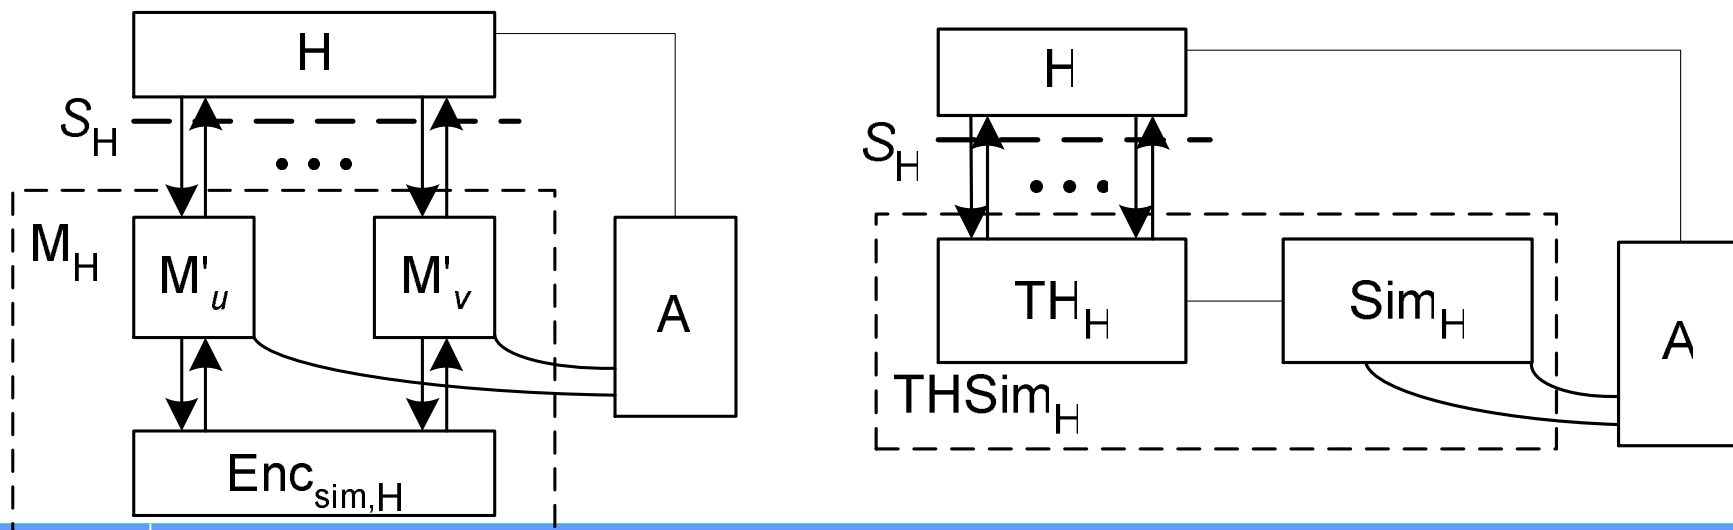 H
S_H
M_H
M'_u
M'_v
A
Enc_sim,H
H
S_H
TH_H
Sim_H
A
THSim_H